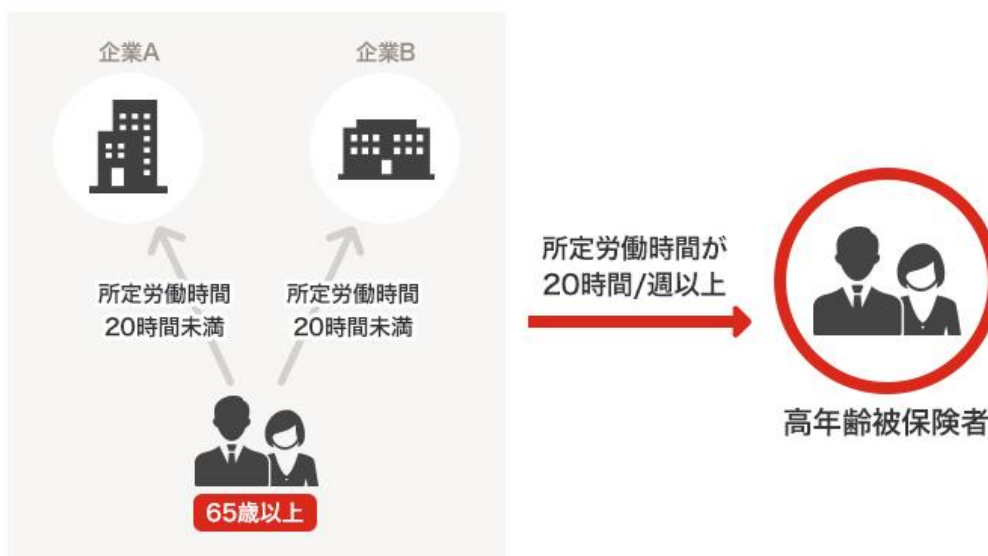 企業A
企業B
所定労働時間
20時間未満
所定労働時間
20時間未満
65歳以上
所定労働時間が
20時間/週以上
高年齢被保険者